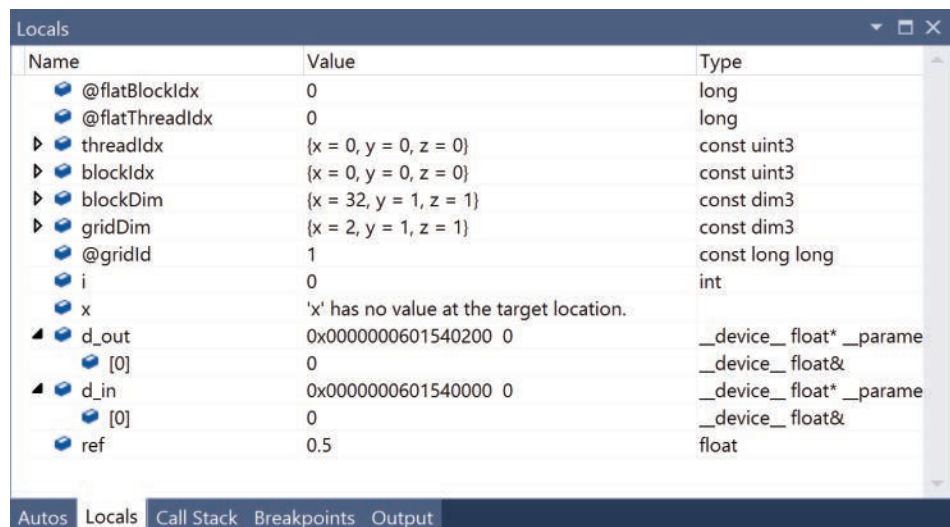 Locals
Name Value Type
@flatBlockIdx 0 long
@flatThreadIdx 0 long
threadIdx {x = 0, y = 0, z = 0} const uint3
blockIdx {x = 0, y = 0, z = 0} const uint3
blockDim {x = 32, y = 1, z = 1} const dim3
gridDim {x = 2, y = 1, z = 1} const dim3
@gridId 1 const long long
i 0 int
x 'x' has no value at the target location.
d_out 0x0000000601540200 0 __device__ float* __parame
[0] 0 __device__ float&
d_in 0x0000000601540000 0 __device__ float* __parame
[0] 0 __device__ float&
ref 0.5 float
Autos Locals Call Stack Breakpoints Output